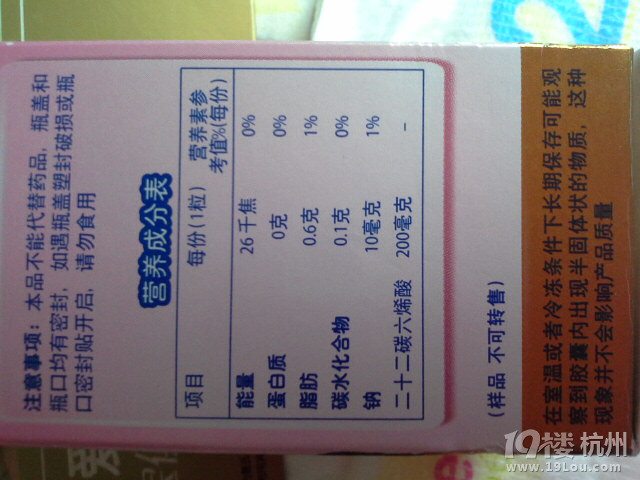 注意事项：本品不能代替药品，瓶盖和
瓶口均有密封，如遇瓶盖塑封破损或瓶
口密封贴开启，请勿食用
营养成分表
项目 每份(1粒) 营养素参考值%(每份)
能量 26千焦 0%
蛋白质 0克 0%
脂肪 0.6克 1%
碳水化合物 0.1克 0%
钠 10毫克 1%
二十二碳六烯酸 200毫克 –
(样品 不可转售)
在室温或者冷冻条件下长期保存可能观
察到胶囊内出现半固体状的物质，这种
现象并不会影响产品质量
19楼 杭州
www.19Lou.com